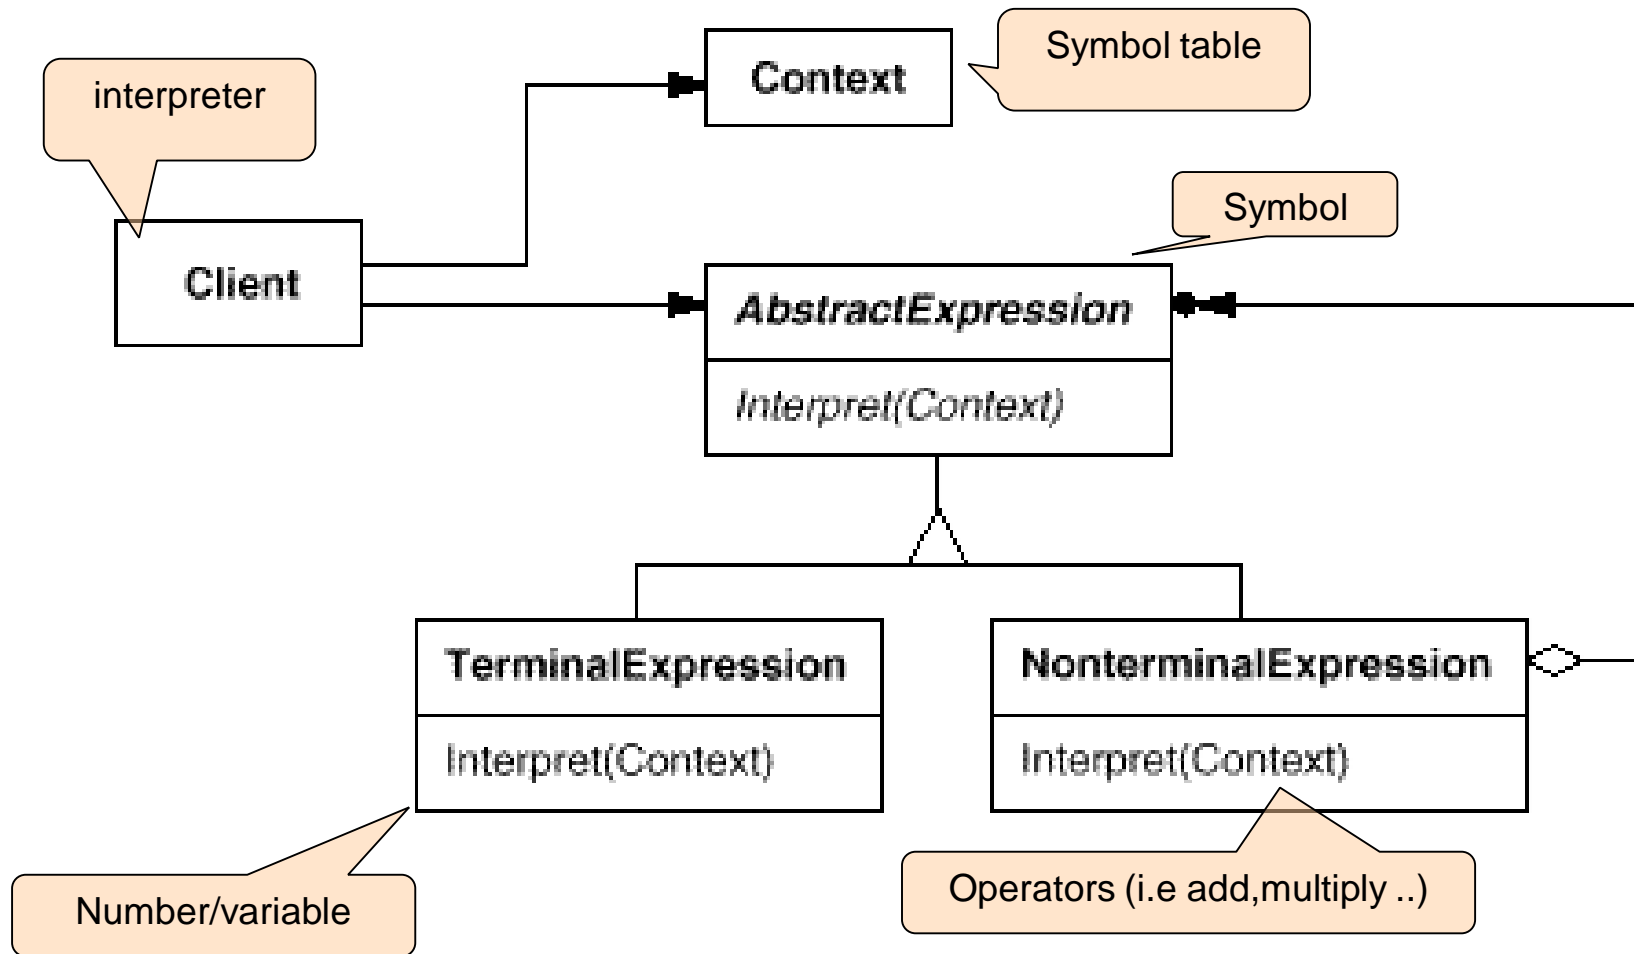 Symbol table
Context
interpreter
Symbol
Client
AbstractExpression
Interpret(Context)
TerminalExpression
NonterminalExpression
Interpret(Context)
Interpret(Context)
Number/variable
Operators (i.e add,multiply ..)